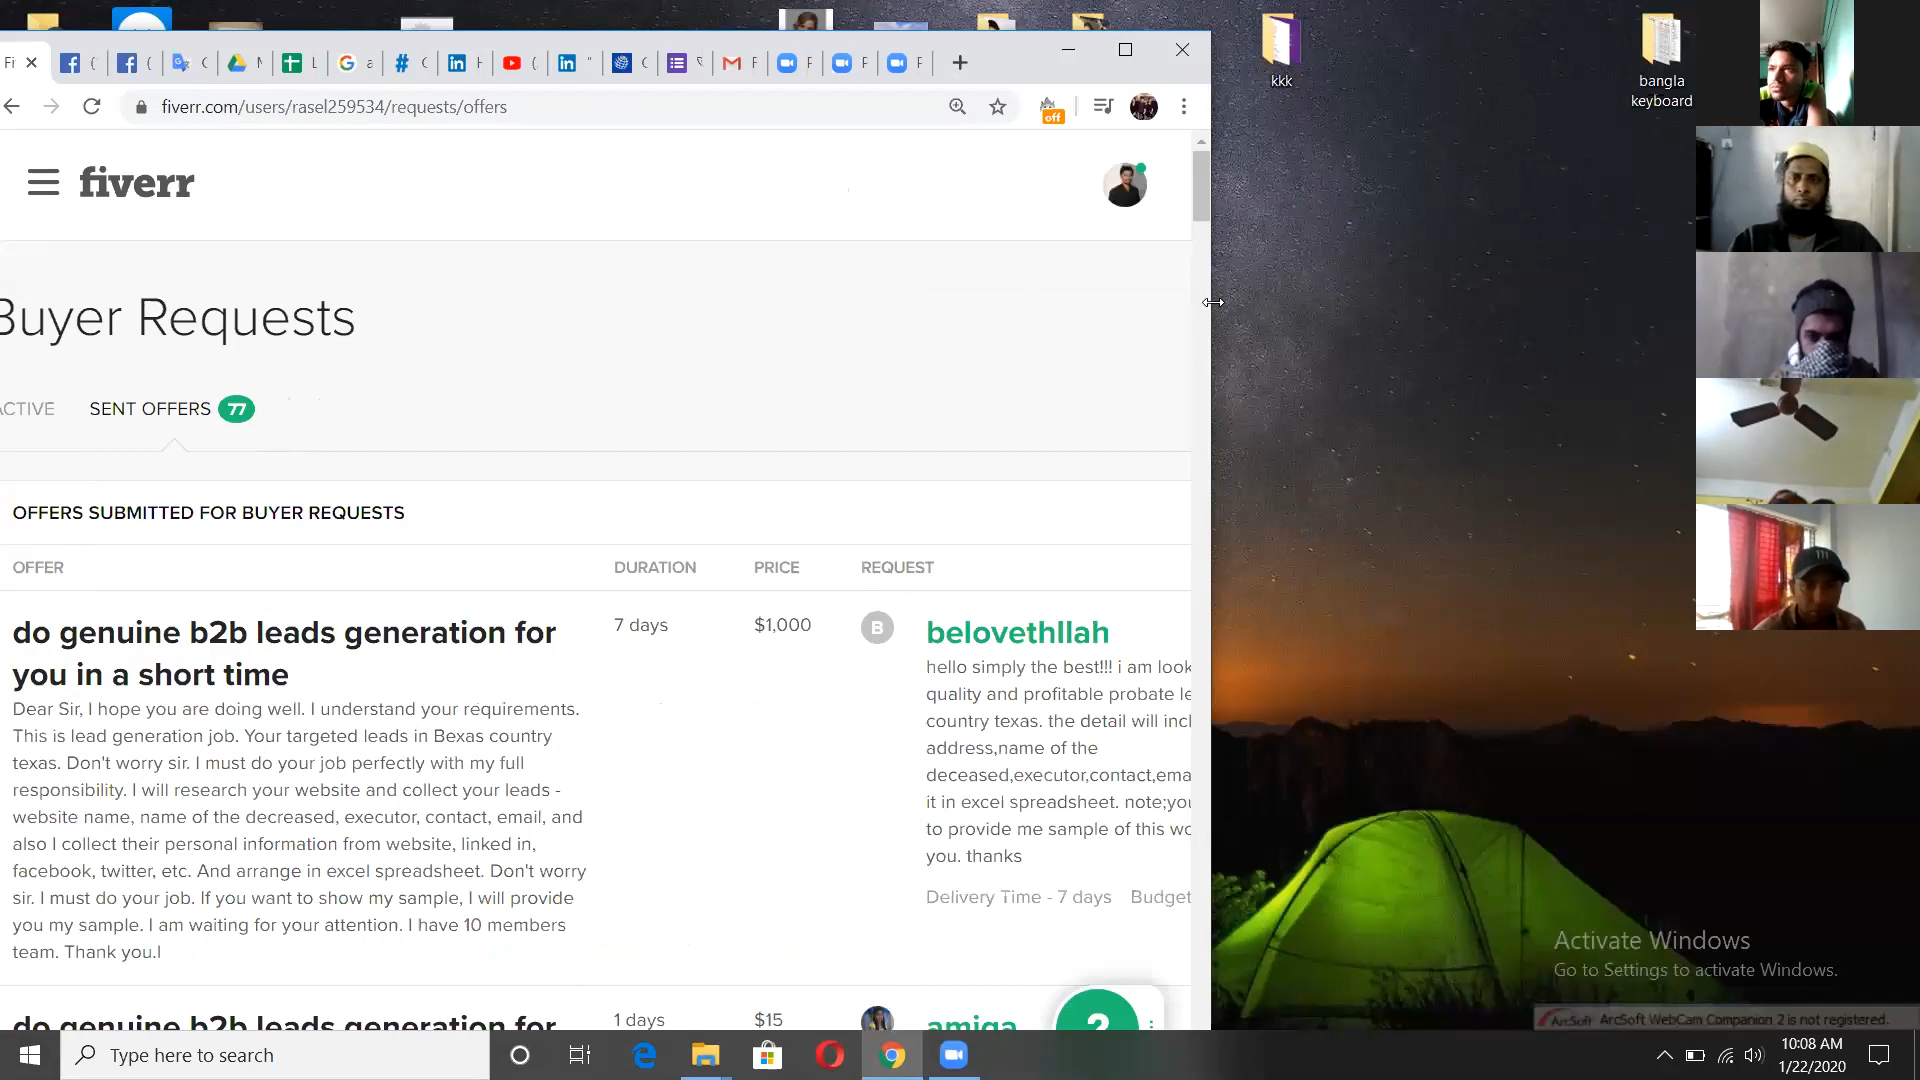 Fi
fiverr.com/users/rasel259534/requests/offers
off
fiverr
Buyer Requests
ACTIVE
SENT OFFERS 77
OFFERS SUBMITTED FOR BUYER REQUESTS
OFFER DURATION PRICE REQUEST
do genuine b2b leads generation for
you in a short time
Dear Sir, I hope you are doing well. I understand your requirements.
This is lead generation job. Your targeted leads in Bexas country
texas. Don't worry sir. I must do your job perfectly with my full
responsibility. I will research your website and collect your leads -
website name, name of the decreased, executor, contact, email, and
also I collect their personal information from website, linked in,
facebook, twitter, etc. And arrange in excel spreadsheet. Don't worry
sir. I must do your job. If you want to show my sample, I will provide
you my sample. I am waiting for your attention. I have 10 members
team. Thank you.l
7 days
$1,000
B
belovethllah
hello simply the best!!! i am look
quality and profitable probate le
country texas. the detail will incl
address,name of the
deceased,executor,contact,ema
it in excel spreadsheet. note;you
to provide me sample of this wo
you. thanks
Delivery Time - 7 days Budget
do genuine b2b leads generation for
1 days
$15
amiga
?
kkk
bangla
keyboard
Activate Windows
Go to Settings to activate Windows.
ArcSoft ArcSoft WebCam Companion 2 is not registered.
Type here to search
10:08 AM
1/22/2020